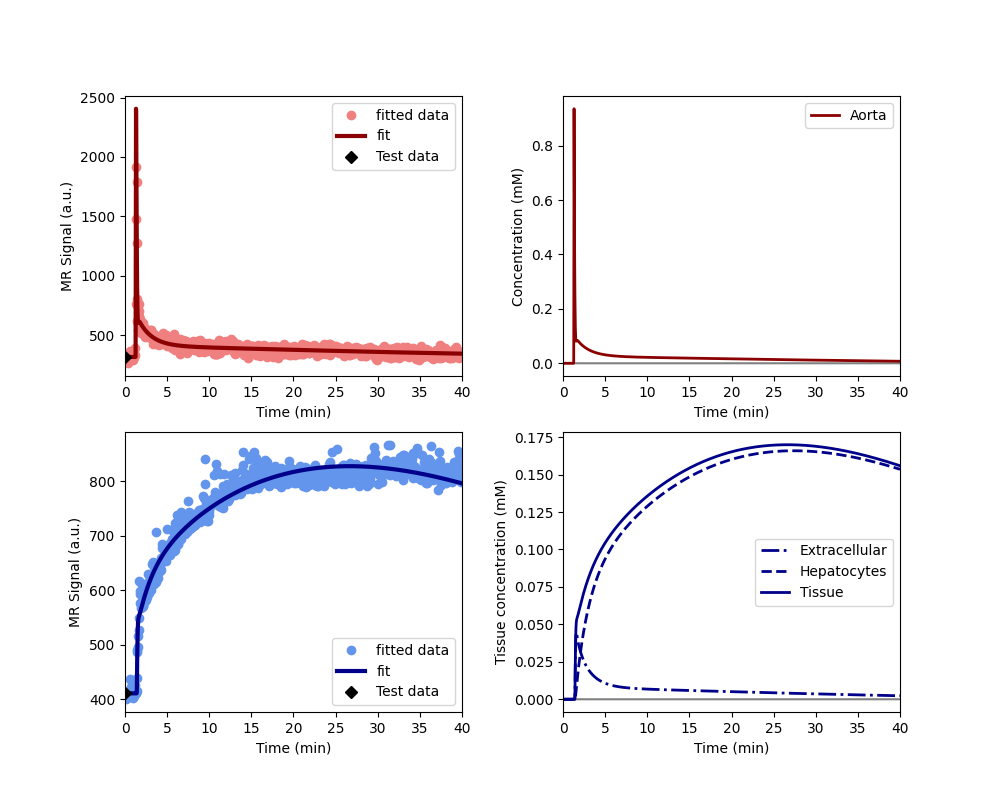 MR Signal (a.u.)
2500
2000
1500
1000
500
0 5 10 15 20 25 30 35 40
Time (min)
fitted data
fit
Test data
Concentration (mM)
0.8
0.6
0.4
0.2
0.0
0 5 10 15 20 25 30 35 40
Time (min)
Aorta
MR Signal (a.u.)
800
700
600
500
400
0 5 10 15 20 25 30 35 40
Time (min)
fitted data
fit
Test data
Tissue concentration (mM)
0.175
0.150
0.125
0.100
0.075
0.050
0.025
0.000
0 5 10 15 20 25 30 35 40
Time (min)
Extracellular
Hepatocytes
Tissue